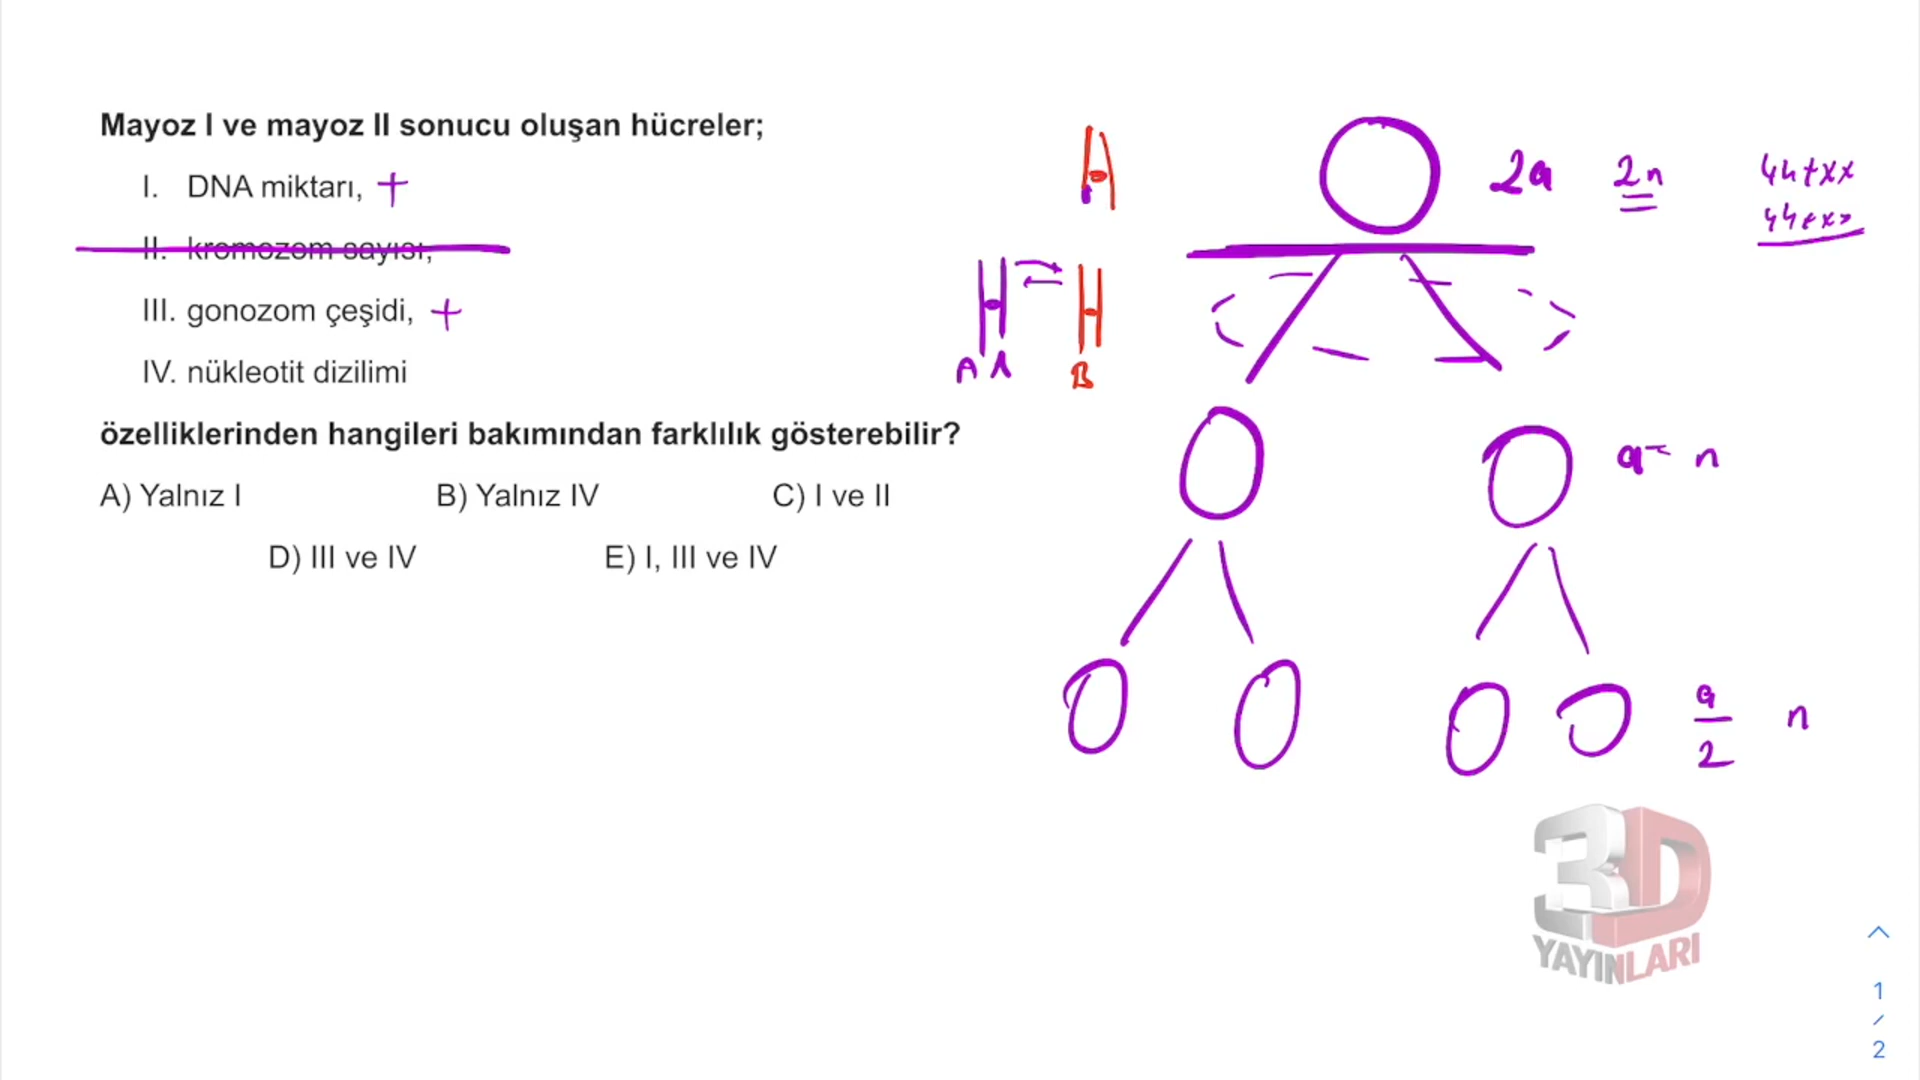 Mayoz I ve mayoz II sonucu oluşan hücreler;
I. DNA miktarı, +
II. kromozom sayısı,
III. gonozom çeşidi, +
IV. nükleotit dizilimi
özelliklerinden hangileri bakımından farklılık gösterebilir?
A) Yalnız I B) Yalnız IV C) I ve II
D) III ve IV E) I, III ve IV
2a 2n 44+xx
A B
a n
a/2 n
3D
YAYINLARI
1
/
2